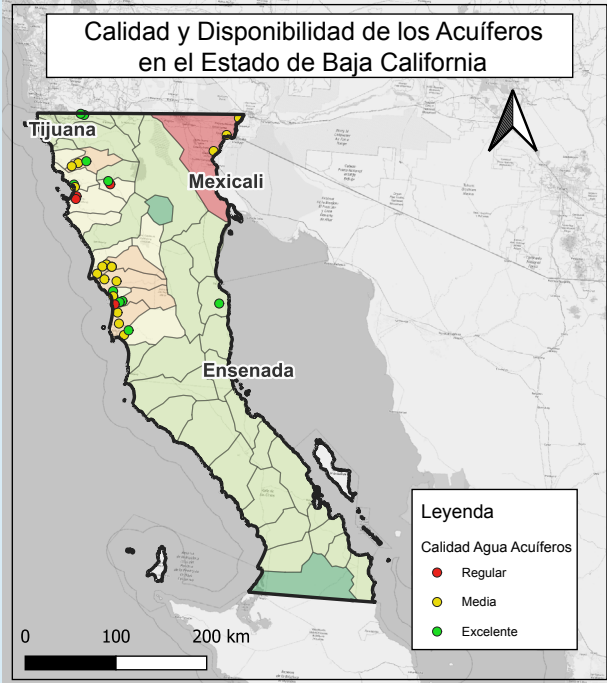 Calidad y Disponibilidad de los Acuíferos
en el Estado de Baja California
Tijuana
Mexicali
Ensenada
Leyenda
Calidad Agua Acuíferos
Regular
Media
Excelente
0 100 200 km